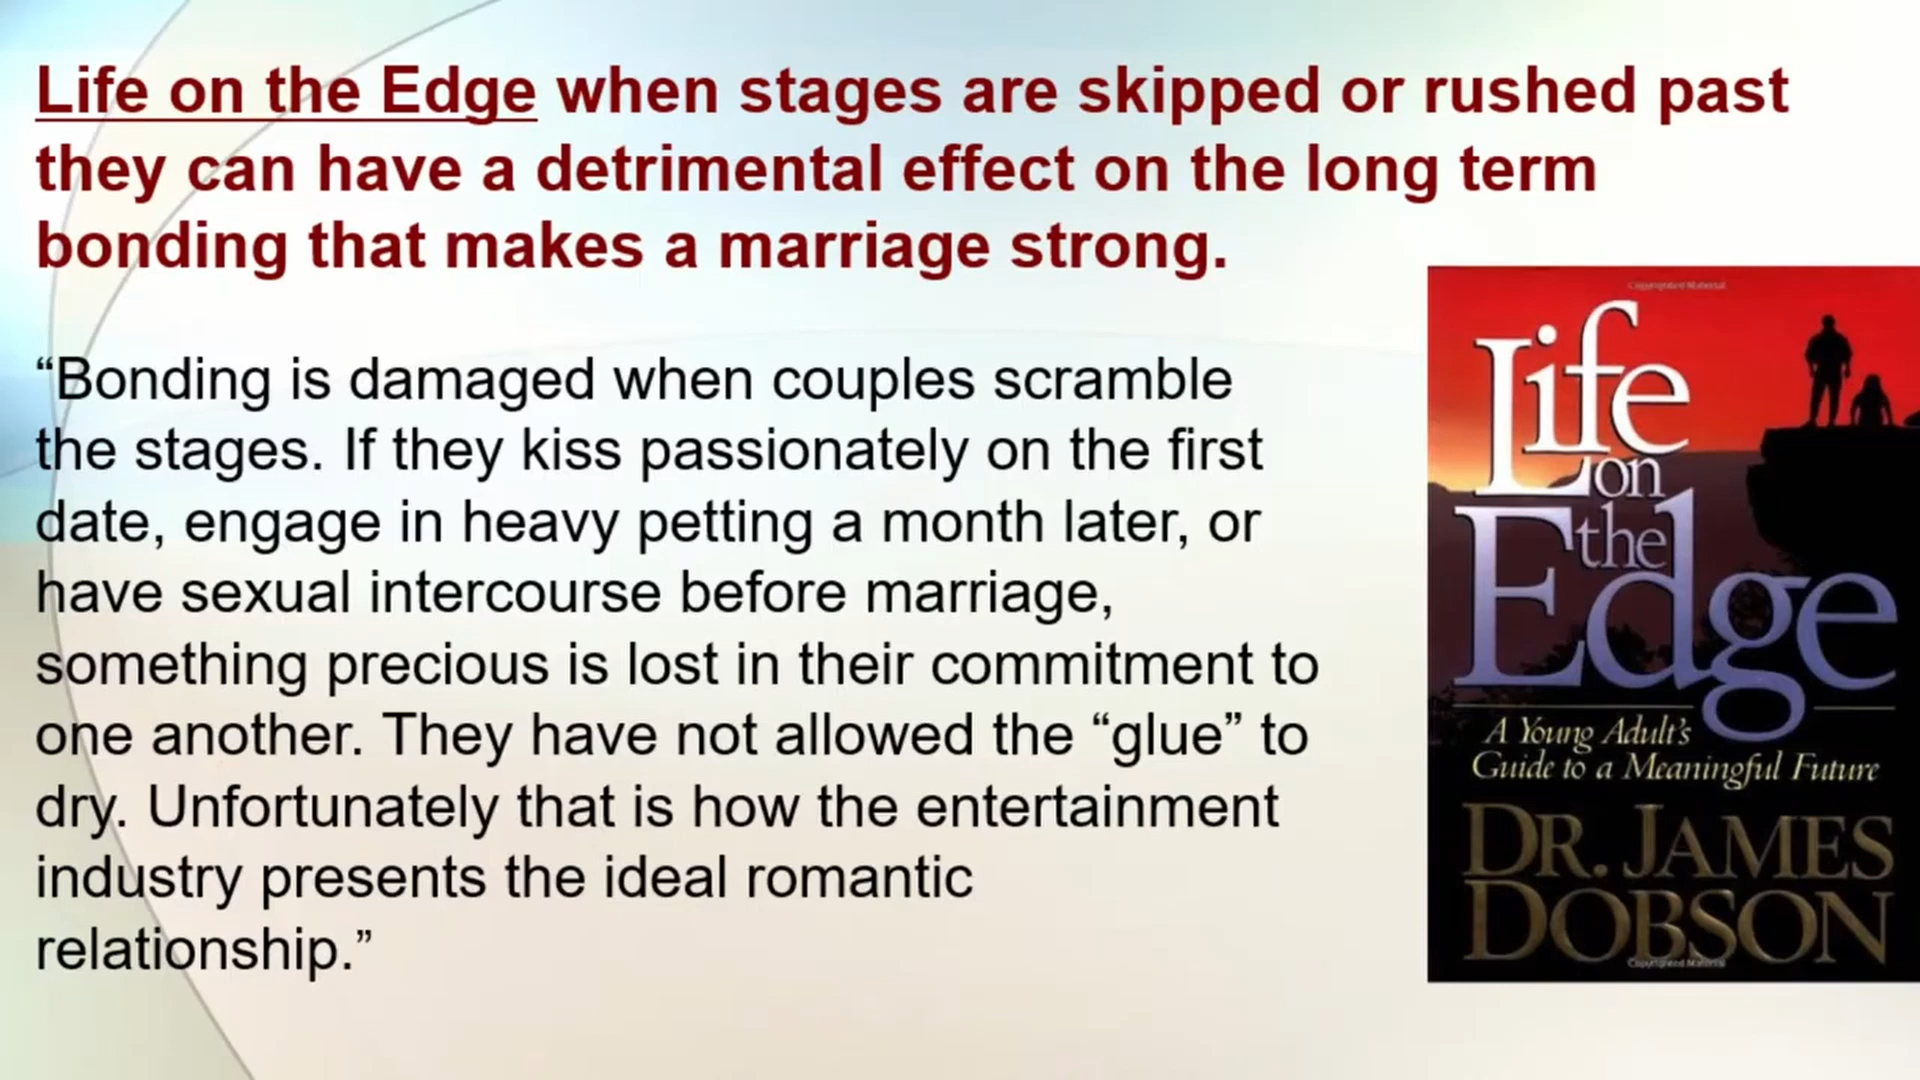 Life on the Edge when stages are skipped or rushed past
they can have a detrimental effect on the long term
bonding that makes a marriage strong.
“Bonding is damaged when couples scramble
the stages. If they kiss passionately on the first
date, engage in heavy petting a month later, or
have sexual intercourse before marriage,
something precious is lost in their commitment to
one another. They have not allowed the “glue” to
dry. Unfortunately that is how the entertainment
industry presents the ideal romantic
relationship.”
Copyrighted Material
Life
on
the
Edge
A Young Adult's
Guide to a Meaningful Future
DR. JAMES
DOBSON
Copyrighted Material